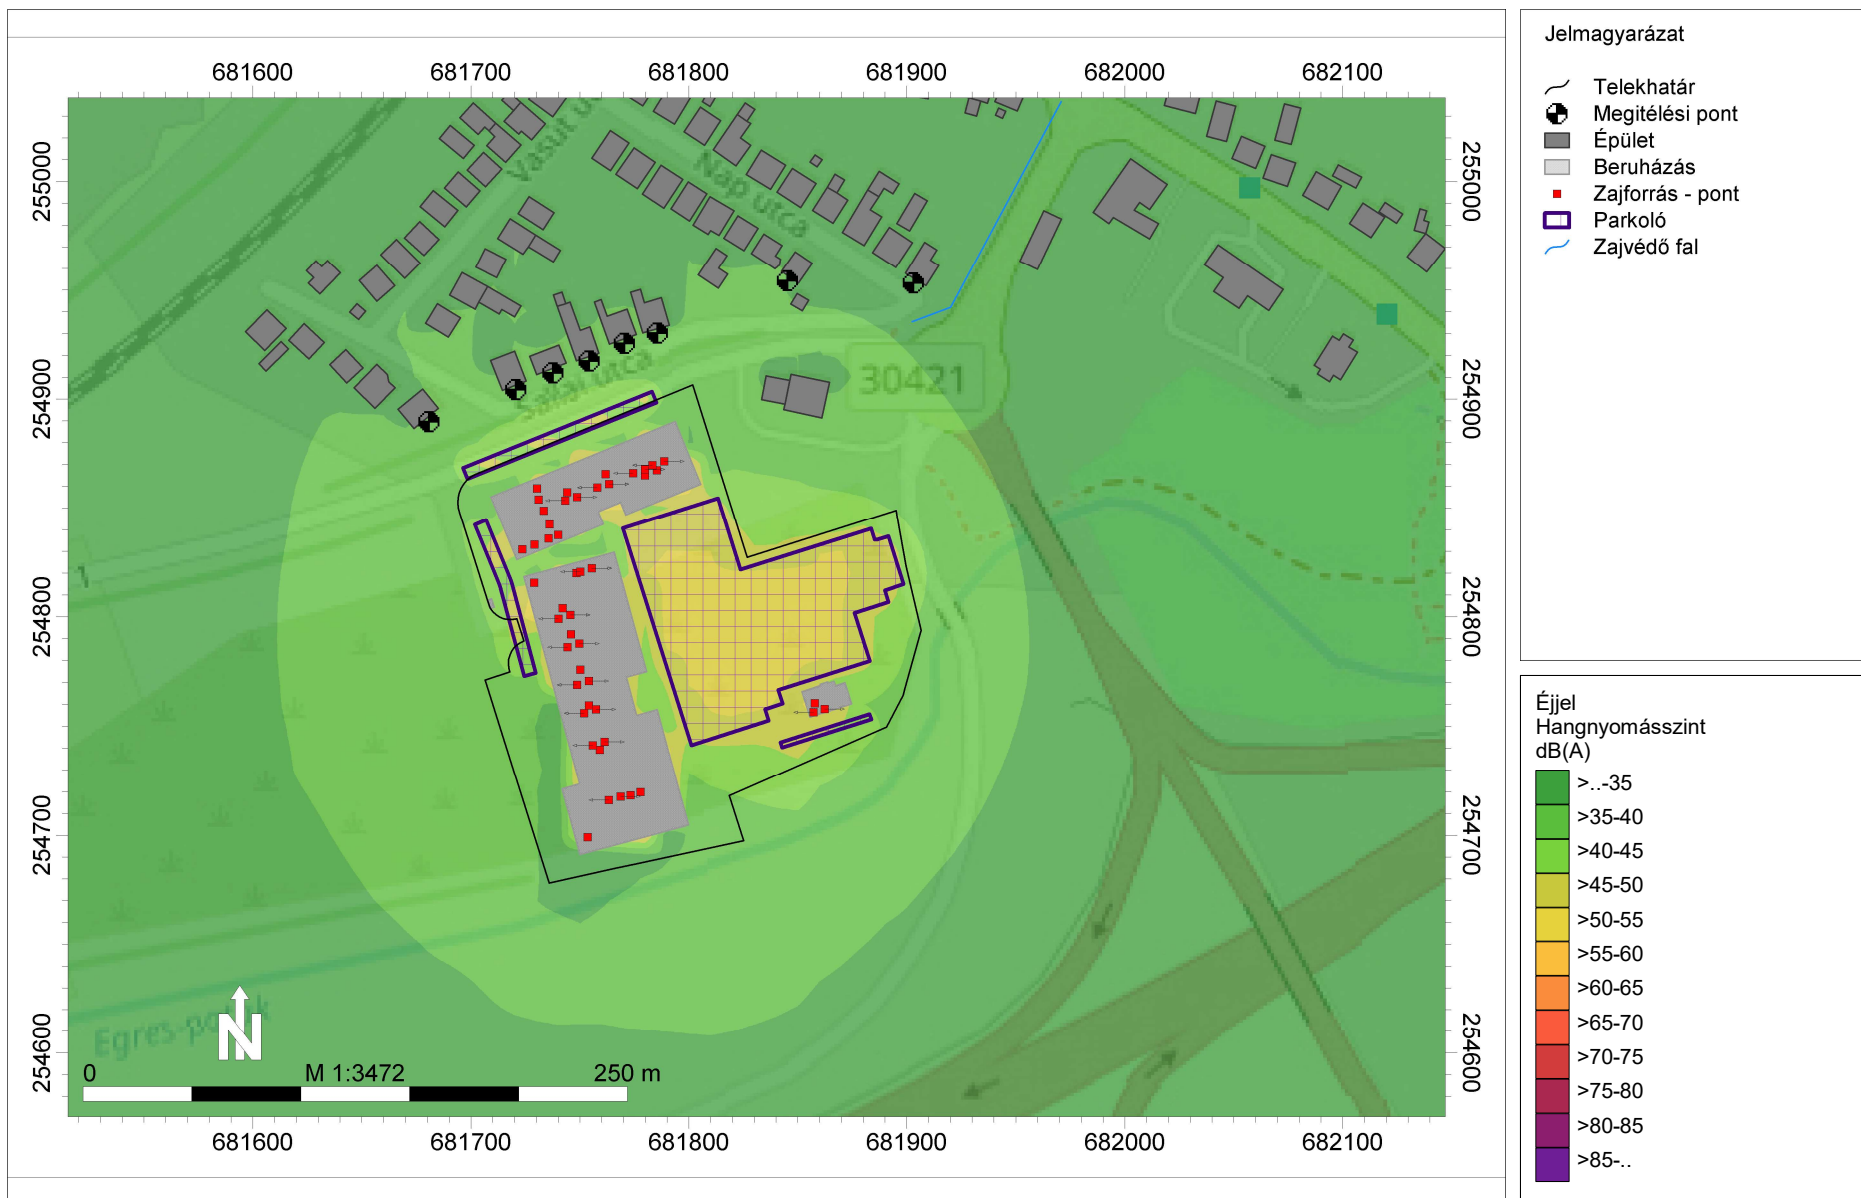 681600 681700 681800 681900 682000 682100
255000
254900
254800
254700
254600
255000
254900
254800
254700
254600
Nap utca
30421
1
N
0 M 1:3472 250 m
681600 681700 681800 681900 682000 682100
Jelmagyarázat
Telekhatár
Megitélési pont
Épület
Beruházás
Zajforrás - pont
Parkoló
Zajvédő fal
Éjjel
Hangnyomásszint
dB(A)
>..-35
>35-40
>40-45
>45-50
>50-55
>55-60
>60-65
>65-70
>70-75
>75-80
>80-85
>85-..